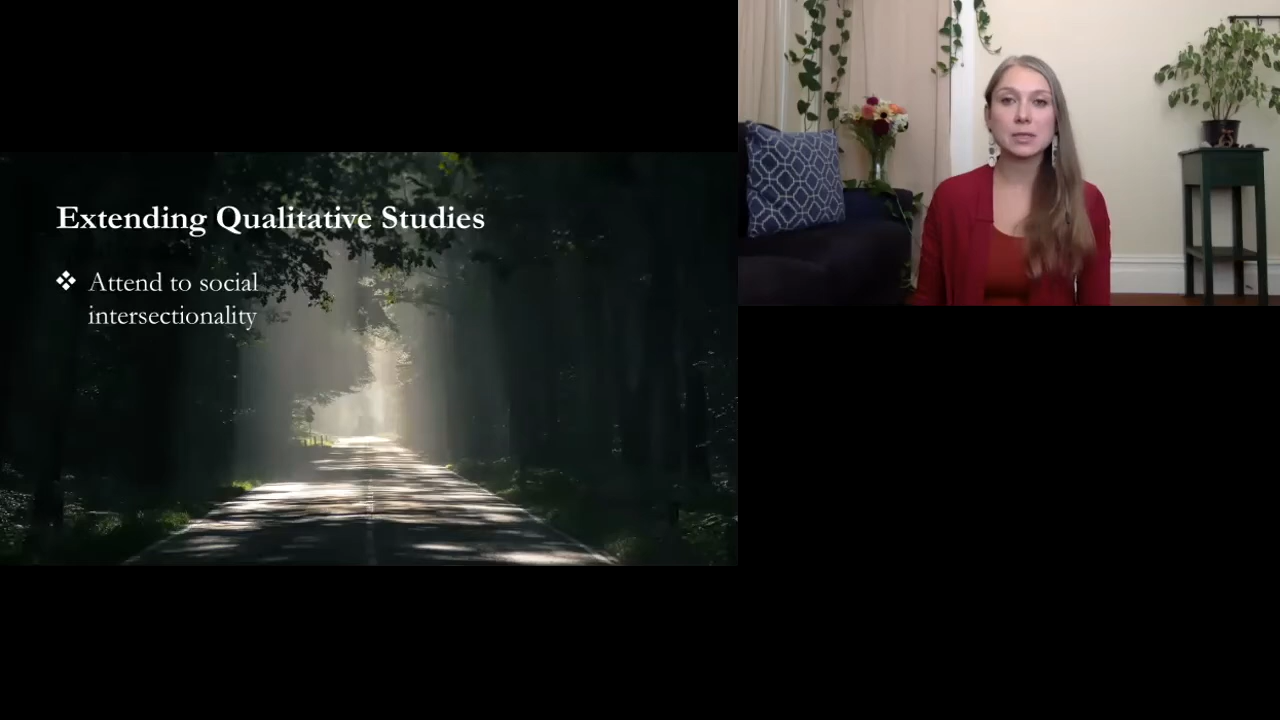 Extending Qualitative Studies
❖ Attend to social
intersectionality